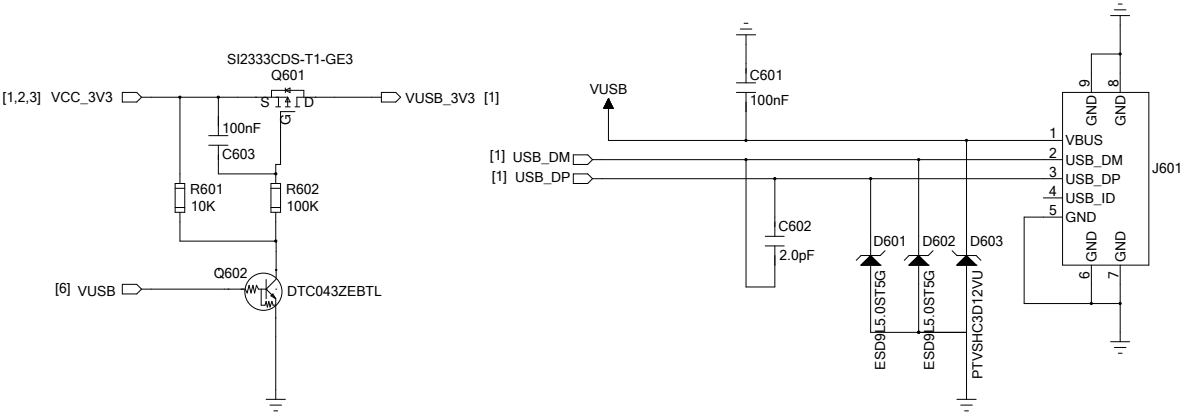 SI2333CDS-T1-GE3
Q601
[1,2,3] VCC_3V3
S
D
G
VUSB_3V3 [1]
100nF
C603
R601
10K
R602
100K
Q602
[6] VUSB
DTC043ZEBTL
C601
100nF
VUSB
[1] USB_DM
[1] USB_DP
C602
2.0pF
D601
D602
D603
ESD9L5.0ST5G
ESD9L5.0ST5G
PTVSHC3D12VU
9
8
GND
GND
1
VBUS
2
USB_DM
3
USB_DP
4
USB_ID
5
GND
J601
GND
GND
6
7